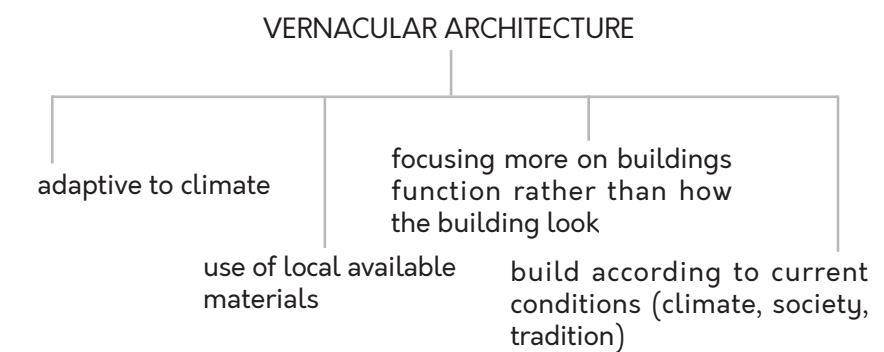 VERNACULAR ARCHITECTURE
adaptive to climate
use of local available
materials
focusing more on buildings
function rather than how
the building look
build according to current
conditions (climate, society,
tradition)